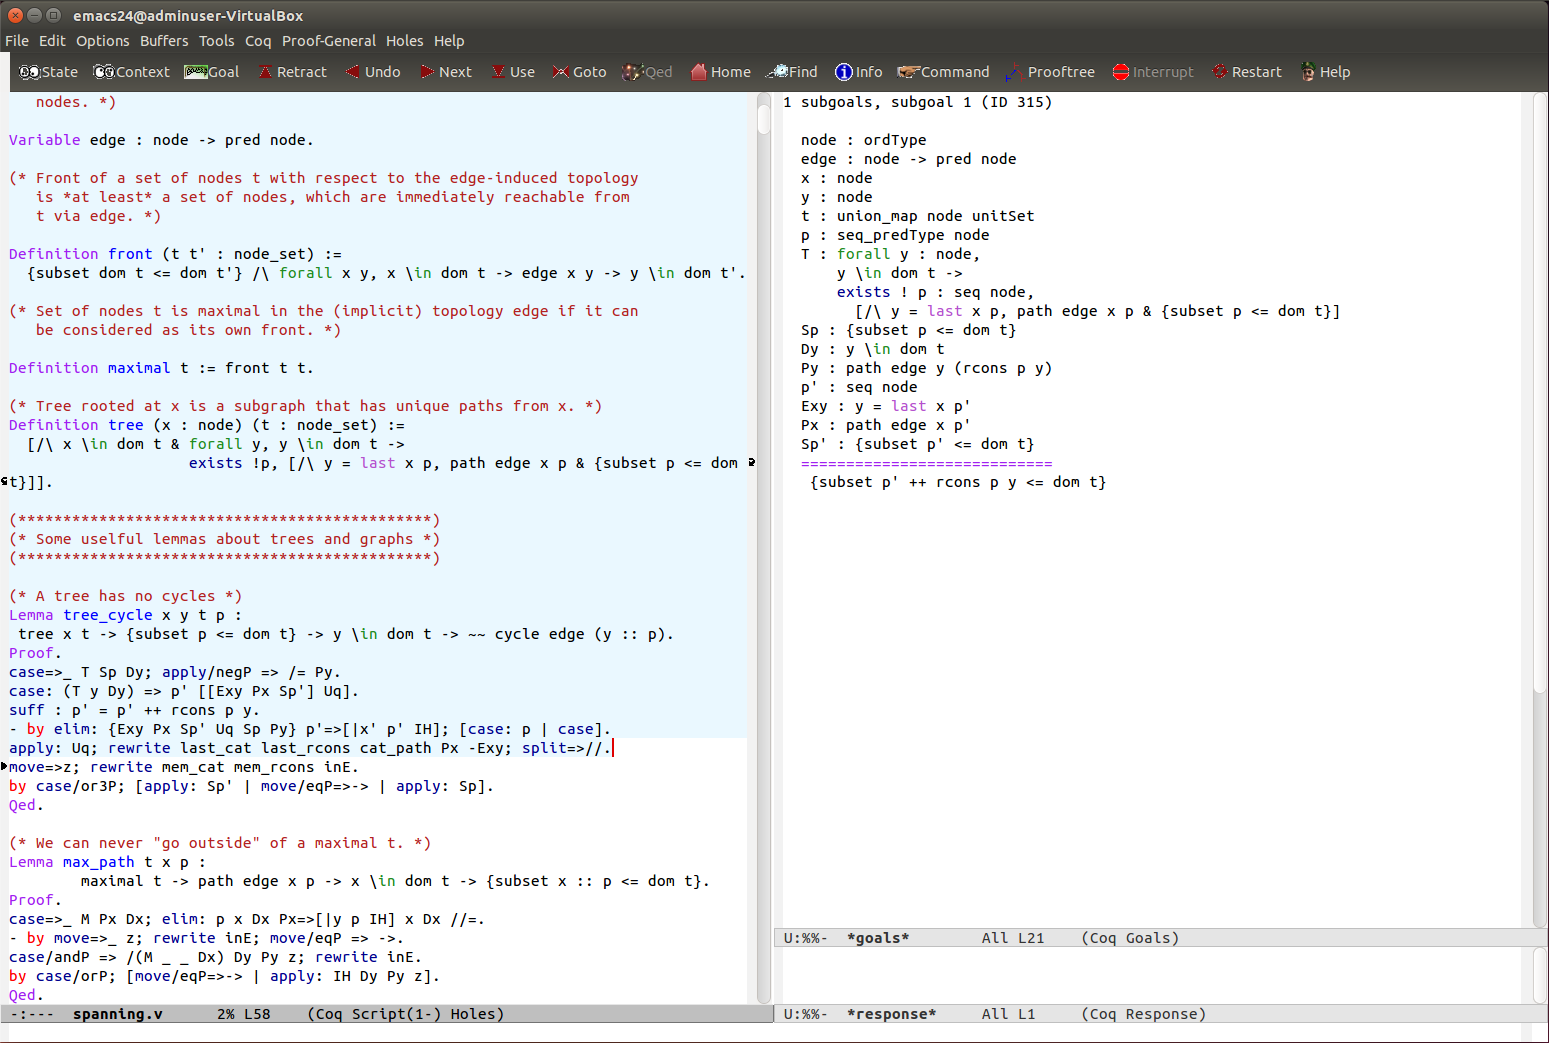 emacs24@adminuser-VirtualBox
File Edit Options Buffers Tools Coq Proof-General Holes Help
State Context Goal Retract Undo Next Use Goto Qed Home Find Info Command Prooftree Interrupt Restart Help
   nodes. *)
Variable edge : node -> pred node.
(* Front of a set of nodes t with respect to the edge-induced topology
   is *at least* a set of nodes, which are immediately reachable from
   t via edge. *)
Definition front (t t' : node_set) :=
  {subset dom t <= dom t'} /\ forall x y, x \in dom t -> edge x y -> y \in dom t'.
(* Set of nodes t is maximal in the (implicit) topology edge if it can
   be considered as its own front. *)
Definition maximal t := front t t.
(* Tree rooted at x is a subgraph that has unique paths from x. *)
Definition tree (x : node) (t : node_set) :=
  [/\ x \in dom t & forall y, y \in dom t ->
                    exists !p, [/\ y = last x p, path edge x p & {subset p <= dom
t}]].
(**********************************************)
(* Some uselful lemmas about trees and graphs *)
(**********************************************)
(* A tree has no cycles *)
Lemma tree_cycle x y t p :
 tree x t -> {subset p <= dom t} -> y \in dom t -> ~~ cycle edge (y :: p).
Proof.
case=>_ T Sp Dy; apply/negP => /= Py.
case: (T y Dy) => p' [[Exy Px Sp'] Uq].
suff : p' = p' ++ rcons p y.
- by elim: {Exy Px Sp' Uq Sp Py} p'=>[|x' p' IH]; [case: p | case].
apply: Uq; rewrite last_cat last_rcons cat_path Px -Exy; split=>//.
move=>z; rewrite mem_cat mem_rcons inE.
by case/or3P; [apply: Sp' | move/eqP=>-> | apply: Sp].
Qed.
(* We can never "go outside" of a maximal t. *)
Lemma max_path t x p :
        maximal t -> path edge x p -> x \in dom t -> {subset x :: p <= dom t}.
Proof.
case=>_ M Px Dx; elim: p x Dx Px=>[|y p IH] x Dx //=.
- by move=>_ z; rewrite inE; move/eqP => ->.
case/andP => /(M _ _ Dx) Dy Py z; rewrite inE.
by case/orP; [move/eqP=>-> | apply: IH Dy Py z].
Qed.
-:---  spanning.v      2% L58    (Coq Script(1-) Holes)
1 subgoals, subgoal 1 (ID 315)
  node : ordType
  edge : node -> pred node
  x : node
  y : node
  t : union_map node unitSet
  p : seq_predType node
  T : forall y : node,
      y \in dom t ->
      exists ! p : seq node,
        [/\ y = last x p, path edge x p & {subset p <= dom t}]
  Sp : {subset p <= dom t}
  Dy : y \in dom t
  Py : path edge y (rcons p y)
  p' : seq node
  Exy : y = last x p'
  Px : path edge x p'
  Sp' : {subset p' <= dom t}
  ============================
   {subset p' ++ rcons p y <= dom t}
U:%%-  *goals*        All L21    (Coq Goals)
U:%%-  *response*     All L1     (Coq Response)